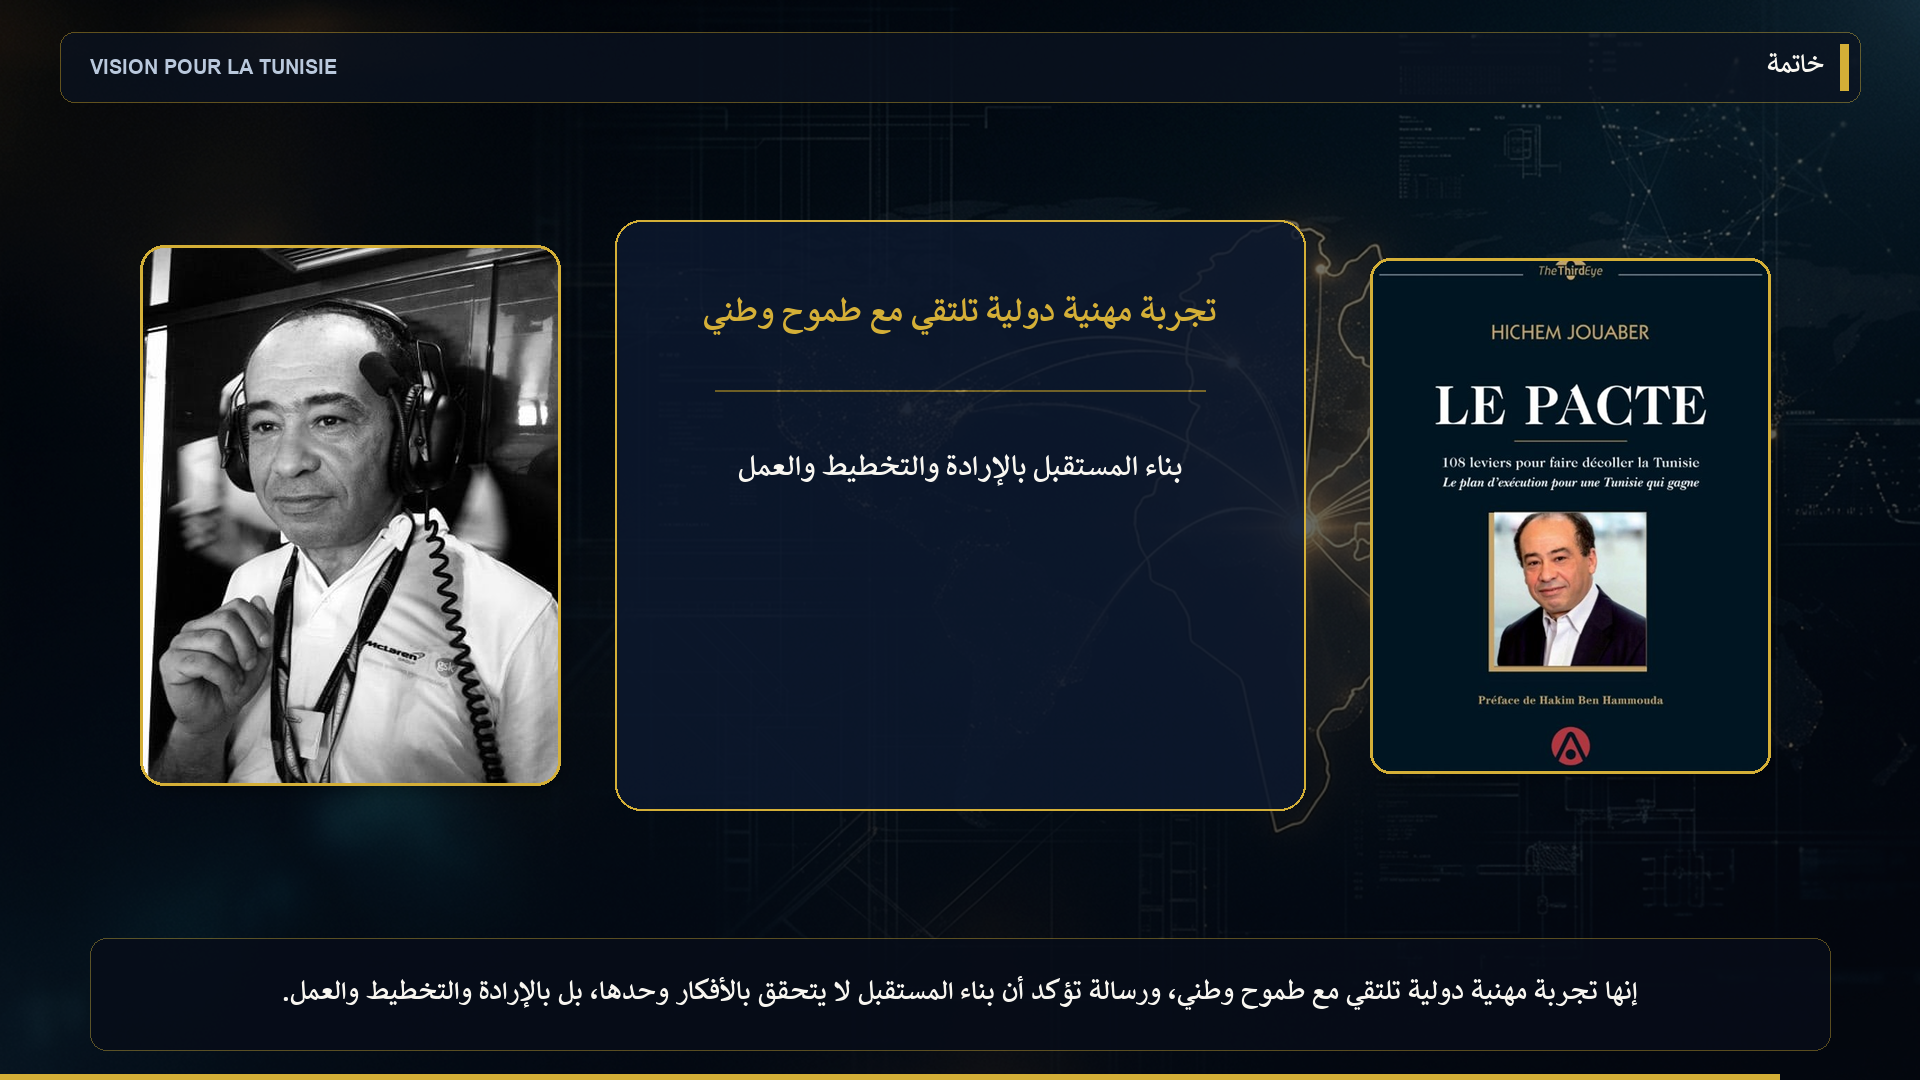 VISION POUR LA TUNISIE
خاتمة
تجربة مهنية دولية تلتقي مع طموح وطني
بناء المستقبل بالإرادة والتخطيط والعمل
McLaren
GROUP
gsk
TheThirdEye
HICHEM JOUABER
LE PACTE
108 leviers pour faire décoller la Tunisie
Le plan d'exécution pour une Tunisie qui gagne
Préface de Hakim Ben Hammouda
إنها تجربة مهنية دولية تلتقي مع طموح وطني، ورسالة تؤكد أن بناء المستقبل لا يتحقق بالأفكار وحدها، بل بالإرادة والتخطيط والعمل.